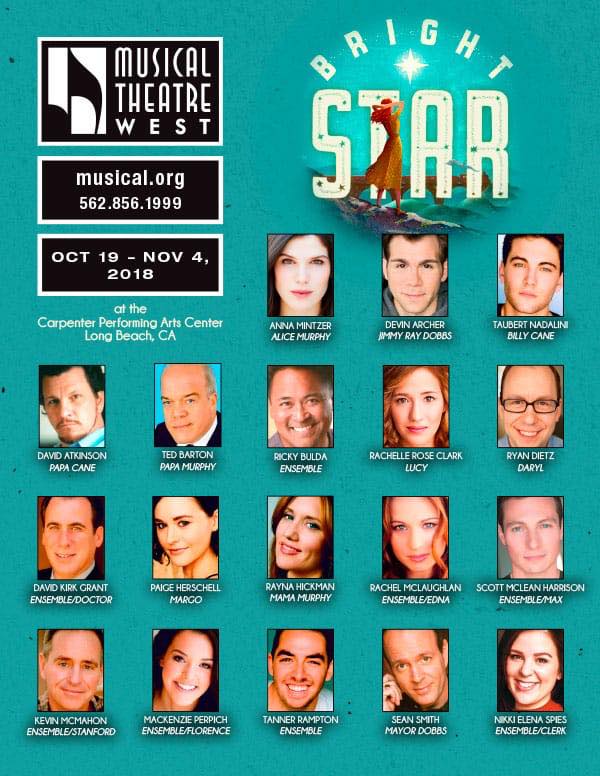 MUSICAL
THEATRE
WEST
musical.org
562.856.1999
OCT 19 – NOV 4,
2018
at the
Carpenter Performing Arts Center
Long Beach, CA
BRIGHT
STAR
ANNA MINTZER
ALICE MURPHY
DEVIN ARCHER
JIMMY RAY DOBBS
TAUBERT NADALINI
BILLY CANE
DAVID ATKINSON
PAPA CANE
TED BARTON
PAPA MURPHY
RICKY BULDA
ENSEMBLE
RACHELLE ROSE CLARK
LUCY
RYAN DIETZ
DARYL
DAVID KIRK GRANT
ENSEMBLE/DOCTOR
PAIGE HERSCHELL
MARGO
RAYNA HICKMAN
MAMA MURPHY
RACHEL MCLAUGHLAN
ENSEMBLE/EDNA
SCOTT MCLEAN HARRISON
ENSEMBLE/MAX
KEVIN MCMAHON
ENSEMBLE/STANFORD
MACKENZIE PERPICH
ENSEMBLE/FLORENCE
TANNER RAMPTON
ENSEMBLE
SEAN SMITH
MAYOR DOBBS
NIKKI ELENA SPIES
ENSEMBLE/CLERK